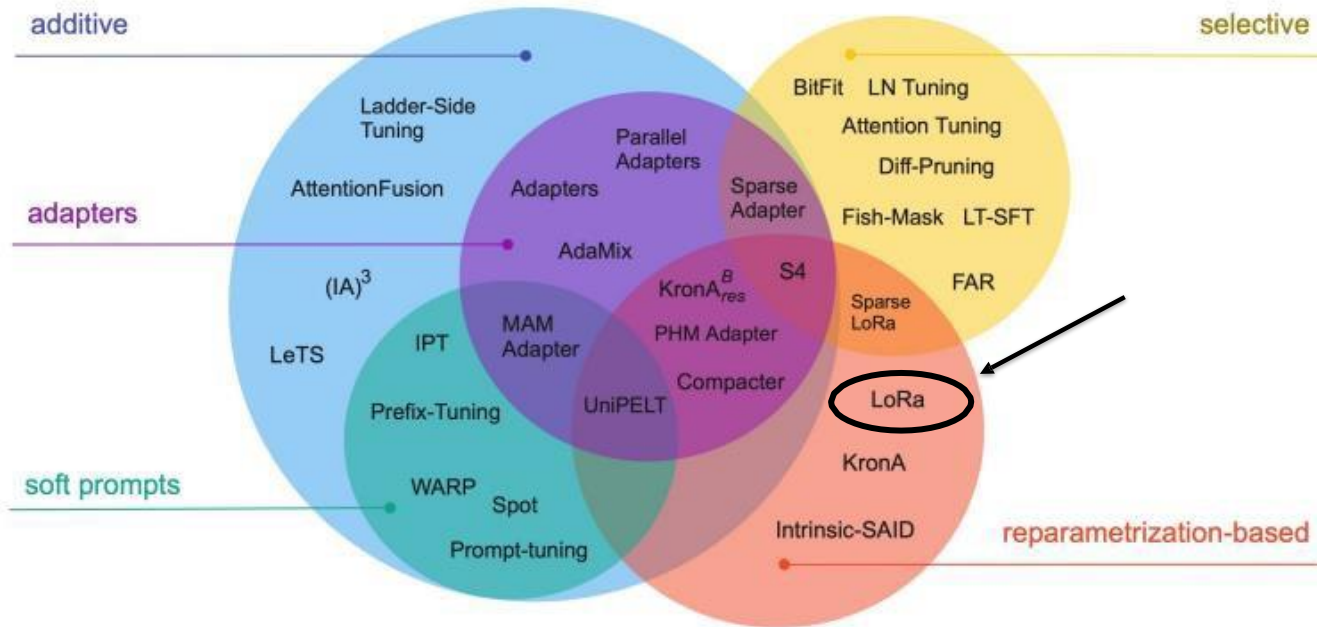 additive
selective
BitFit LN Tuning
Ladder-Side
Tuning
Attention Tuning
Parallel
Adapters
Diff-Pruning
AttentionFusion
Adapters
Sparse
Adapter
adapters
Fish-Mask LT-SFT
AdaMix
S4
FAR
(IA)³
KronA^B_res
Sparse
LoRa
MAM
Adapter
PHM Adapter
IPT
LeTS
Compacter
LoRa
UniPELT
Prefix-Tuning
KronA
soft prompts
WARP
Spot
Intrinsic-SAID
reparametrization-based
Prompt-tuning